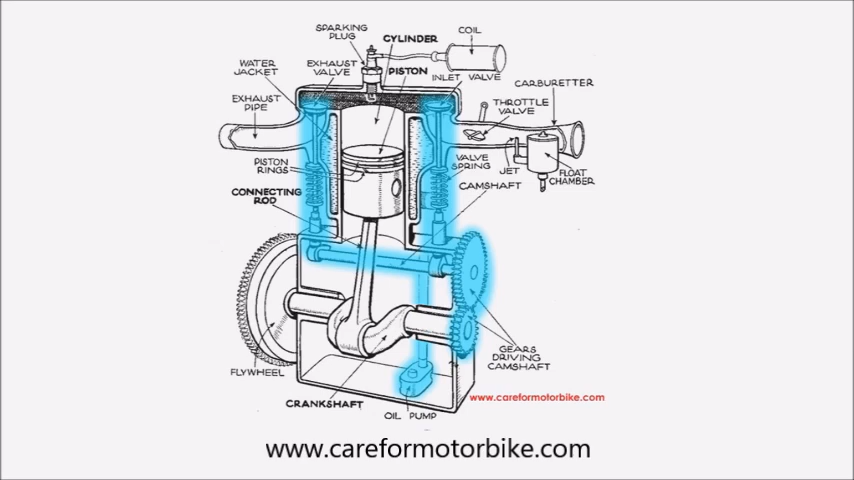 SPARKING
PLUG
CYLINDER
COIL
WATER
JACKET
EXHAUST
VALVE
PISTON
INLET VALVE
CARBURETTER
EXHAUST
PIPE
THROTTLE
VALVE
PISTON
RINGS
VALVE
SPRING
JET
FLOAT
CHAMBER
CONNECTING
ROD
CAMSHAFT
GEARS
DRIVING
CAMSHAFT
FLYWHEEL
CRANKSHAFT
OIL PUMP
www.careformotorbike.com
www.careformotorbike.com